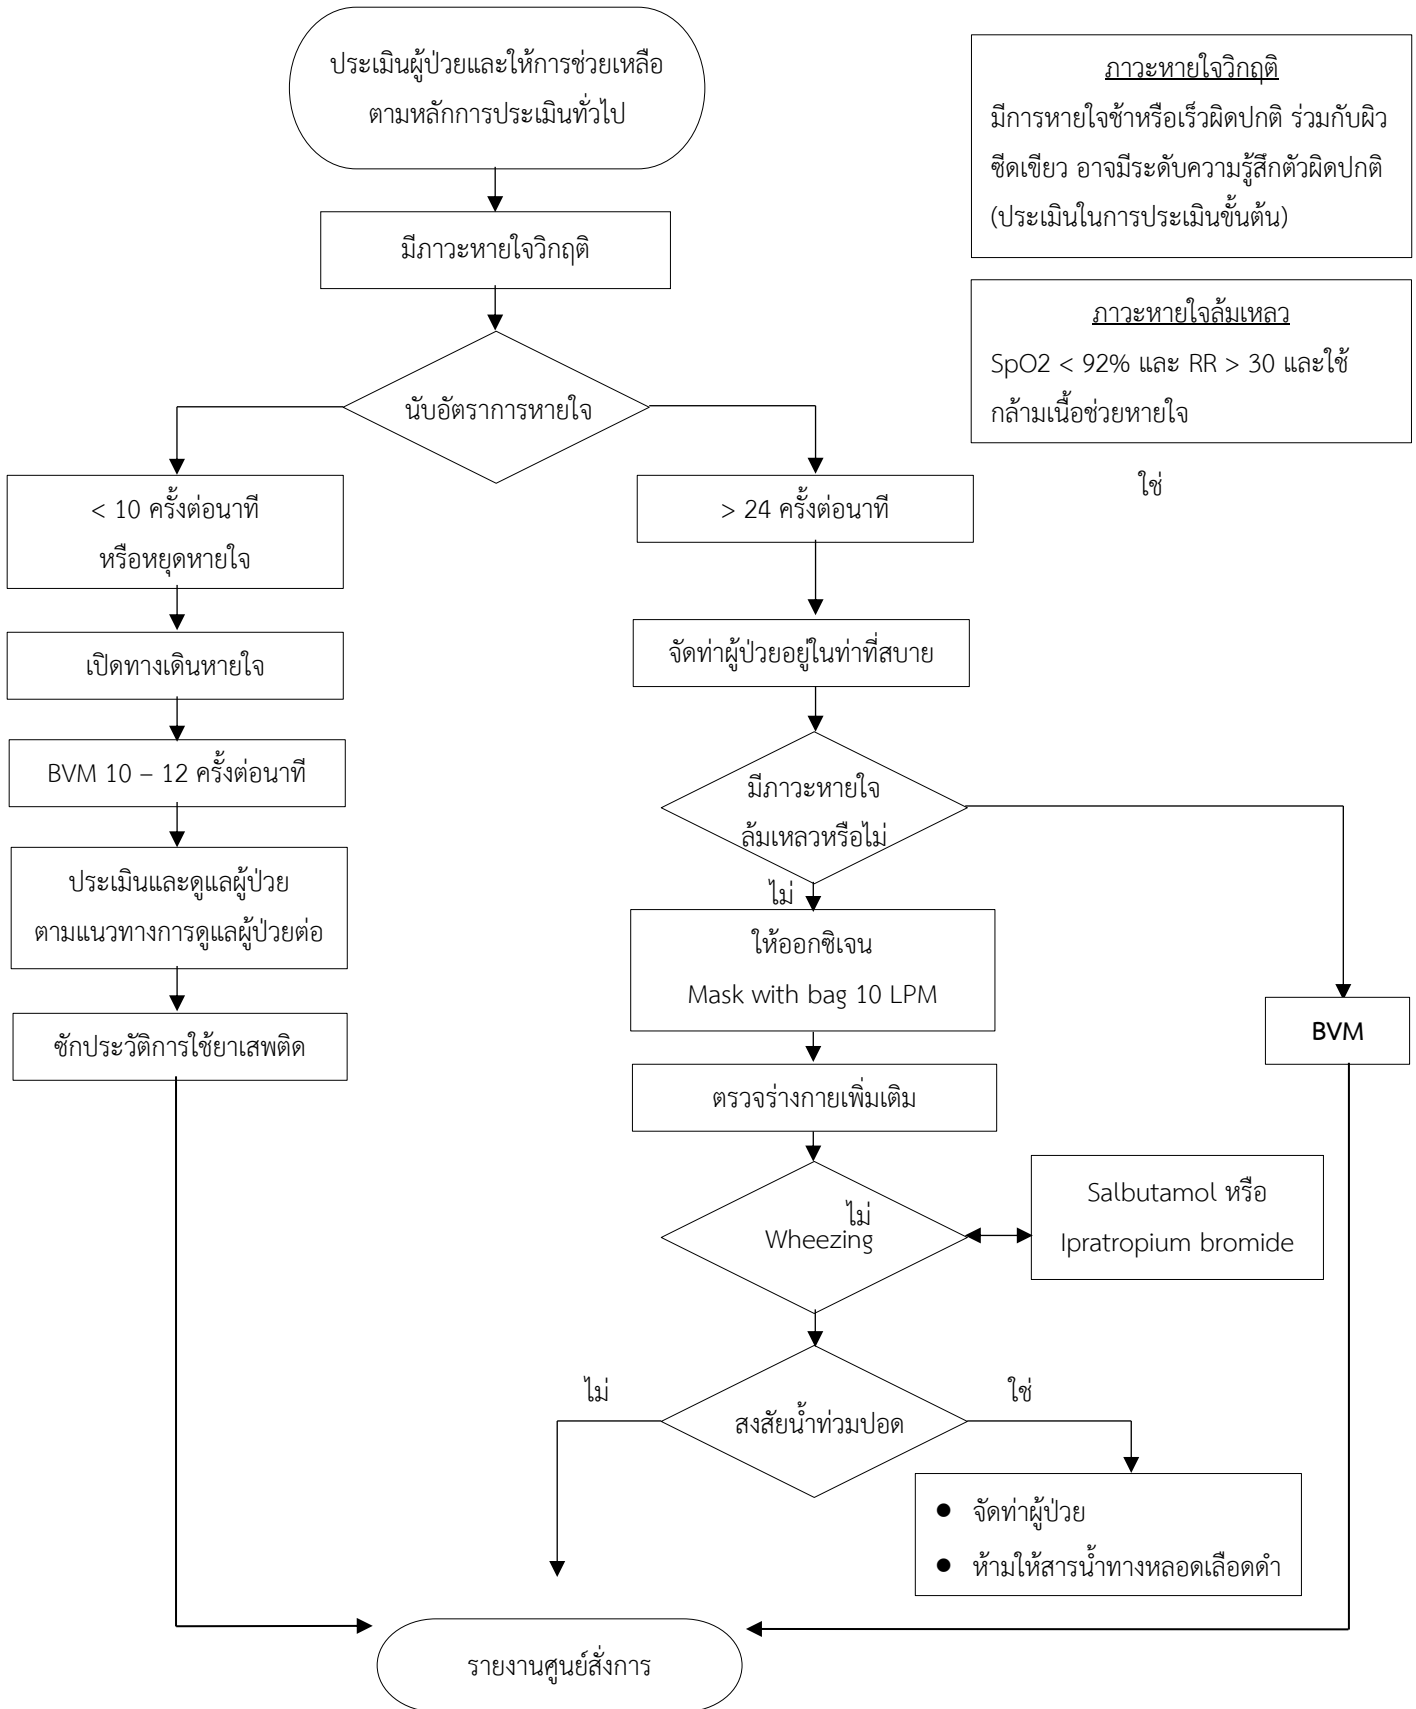 ประเมินผู้ป่วยและให้การช่วยเหลือ
ตามหลักการประเมินทั่วไป
ภาวะหายใจวิกฤติ
มีการหายใจช้าหรือเร็วผิดปกติ ร่วมกับผิว
ซีดเขียว อาจมีระดับความรู้สึกตัวผิดปกติ
(ประเมินในการประเมินขั้นต้น)
มีภาวะหายใจวิกฤติ
ภาวะหายใจล้มเหลว
SpO2 < 92% และ RR > 30 และใช้
กล้ามเนื้อช่วยหายใจ
นับอัตราการหายใจ
ใช่
< 10 ครั้งต่อนาที
หรือหยุดหายใจ
> 24 ครั้งต่อนาที
เปิดทางเดินหายใจ
จัดท่าผู้ป่วยอยู่ในท่าที่สบาย
BVM 10 – 12 ครั้งต่อนาที
มีภาวะหายใจ
ล้มเหลวหรือไม่
ประเมินและดูแลผู้ป่วย
ตามแนวทางการดูแลผู้ป่วยต่อ
ไม่
ให้ออกซิเจน
Mask with bag 10 LPM
ซักประวัติการใช้ยาเสพติด
BVM
ตรวจร่างกายเพิ่มเติม
ไม่
Wheezing
Salbutamol หรือ
Ipratropium bromide
ไม่
ใช่
สงสัยน้ำท่วมปอด
● จัดท่าผู้ป่วย
● ห้ามให้สารน้ำทางหลอดเลือดดำ
รายงานศูนย์สั่งการ